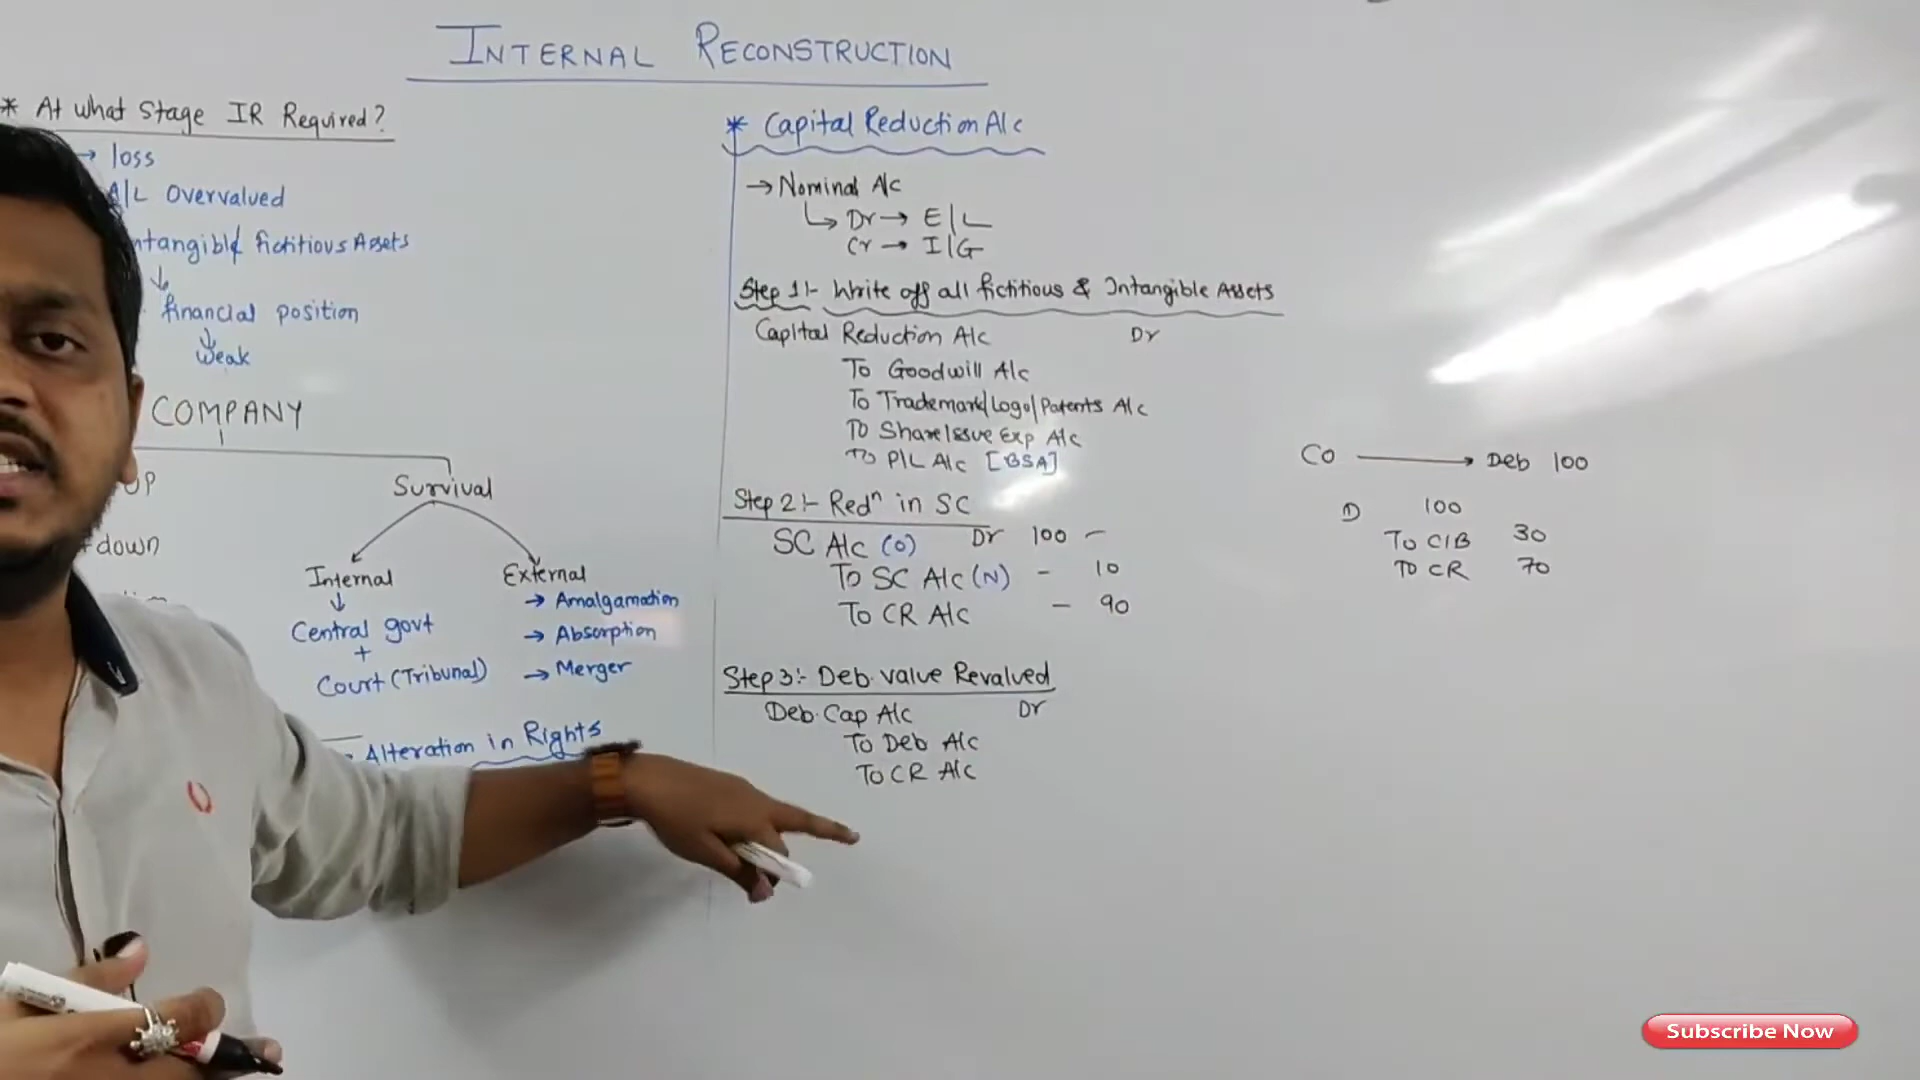 INTERNAL RECONSTRUCTION
* At what Stage IR Required?
→ loss
A/L Overvalued
Intangible fictitious Assets
↓
financial position
↓
Weak
COMPANY
UP
down
Survival
Internal
↓
Central govt
+
Court (Tribunal)
External
→ Amalgamation
→ Absorption
→ Merger
Alteration in Rights
* Capital Reduction A/c
→ Nominal A/c
↳ Dr → E/L
Cr → I/G
Step 1:- Write off all fictitious & Intangible Assets
Capital Reduction A/c Dr
To Goodwill A/c
To Trademark/Logo/Patents A/c
To Share Issue Exp A/c
To P/L A/c [BSA]
Step 2:- Redn in SC
SC A/c (O) Dr 100 -
To SC A/c (N) - 10
To CR A/c - 90
Step 3:- Deb. value Revalued
Deb. Cap A/c Dr
To Deb A/c
To CR A/c
CO → Deb 100
D 100
To C/B 30
To CR 70
Subscribe Now